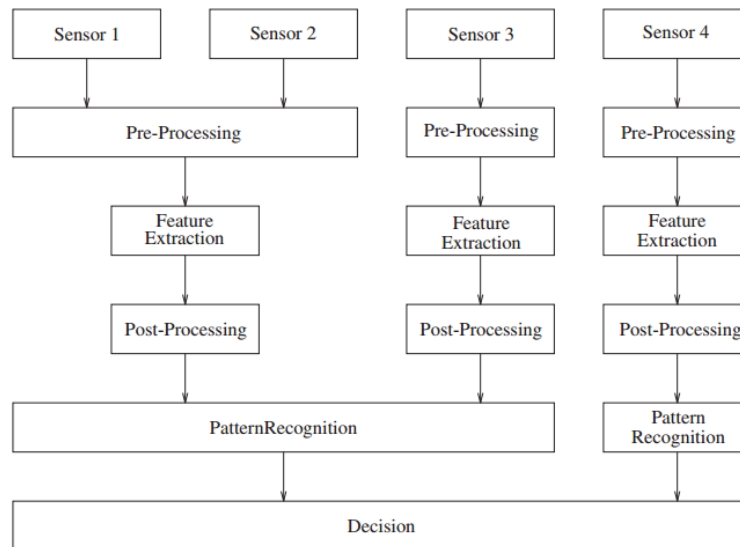 Sensor 1
Sensor 2
Sensor 3
Sensor 4
Pre-Processing
Pre-Processing
Pre-Processing
Feature
Extraction
Feature
Extraction
Feature
Extraction
Post-Processing
Post-Processing
Post-Processing
PatternRecognition
Pattern
Recognition
Decision